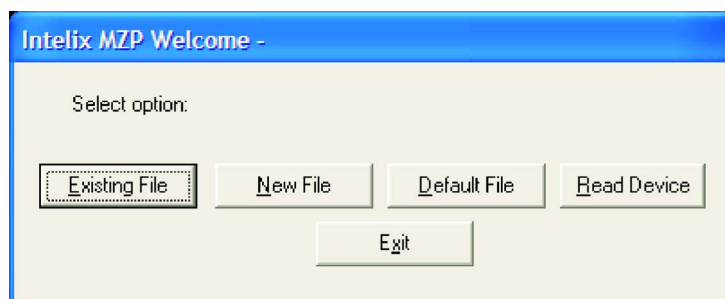 Intelix MZP Welcome -
Select option:
Existing File New File Default File Read Device
Exit